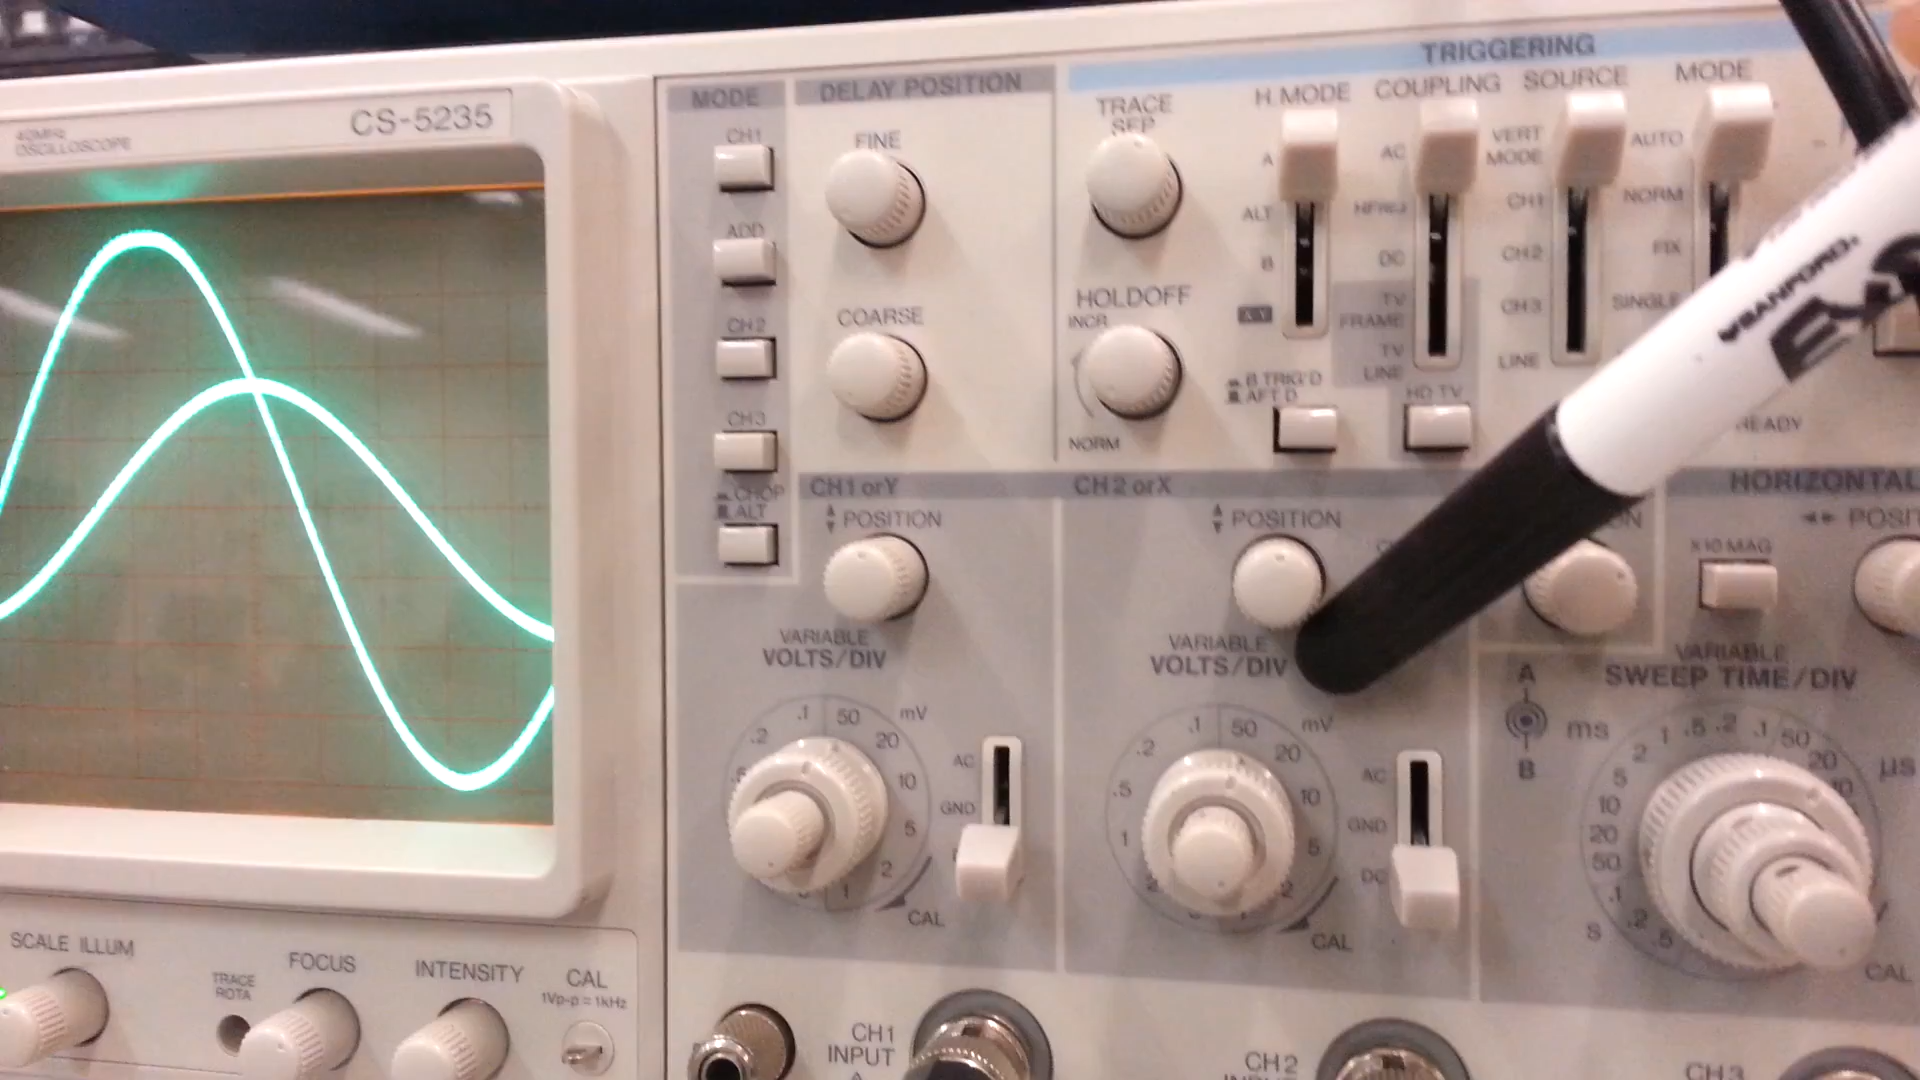 40MHz
OSCILLOSCOPE
CS-5235
MODE
CH1
ADD
CH2
CH3
CHOP
ALT
DELAY POSITION
FINE
COARSE
TRIGGERING
TRACE
SEP
HOLDOFF
INCR
NORM
H.MODE
A
ALT
B
X-Y
B TRIG'D
AFT D
COUPLING
AC
HFREJ
DC
TV
FRAME
TV
LINE
HD TV
SOURCE
VERT
MODE
CH1
CH2
CH3
LINE
MODE
AUTO
NORM
FIX
SINGLE
READY
SANFORD
CH1 or Y
POSITION
VARIABLE
VOLTS/DIV
.2 .1 50 mV
20
10
5
2
1
CAL
AC
GND
CH2 or X
POSITION
VARIABLE
VOLTS/DIV
1 .5 .2 .1 50 mV
20
10
5
2
CAL
AC
GND
DC
HORIZONTAL
X10 MAG
VARIABLE
SWEEP TIME/DIV
A
B
ms
50 20 10 5 2 1 .5 .2 .1
50 20 10 µs
.1 .2 .5
S
CAL
SCALE ILLUM
TRACE
ROTA
FOCUS
INTENSITY
CAL
1Vp-p = 1kHz
CH1
INPUT
CH2
CH3